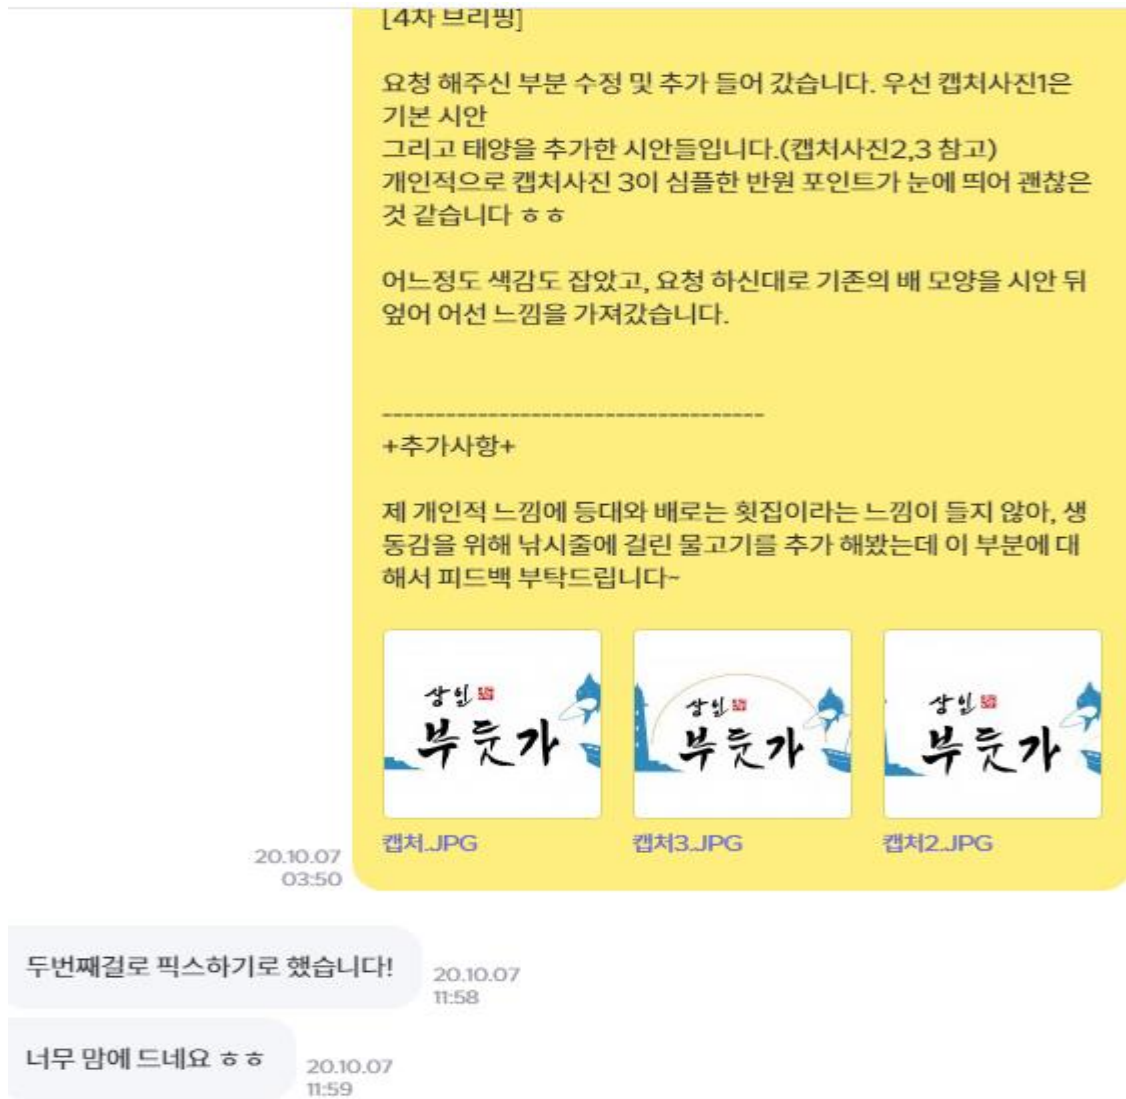 [4차 브리핑]
요청 해주신 부분 수정 및 추가 들어 갔습니다. 우선 캡처사진1은
기본 시안
그리고 태양을 추가한 시안들입니다.(캡처사진2,3 참고)
개인적으로 캡처사진 3이 심플한 반원 포인트가 눈에 띄어 괜찮은
것 같습니다 ㅎㅎ
어느정도 색감도 잡았고, 요청 하신대로 기존의 배 모양을 시안 뒤
엎어 어선 느낌을 가져갔습니다.
------------------------------------
+추가사항+
제 개인적 느낌에 등대와 배로는 횟집이라는 느낌이 들지 않아, 생
동감을 위해 낚시줄에 걸린 물고기를 추가 해봤는데 이 부분에 대
해서 피드백 부탁드립니다~
상인
부둣가
상인
부둣가
상인
부둣가
캡처.JPG
캡처3.JPG
캡처2.JPG
20.10.07
03:50
두번째걸로 픽스하기로 했습니다!
20.10.07
11:58
너무 맘에 드네요 ㅎㅎ
20.10.07
11:59